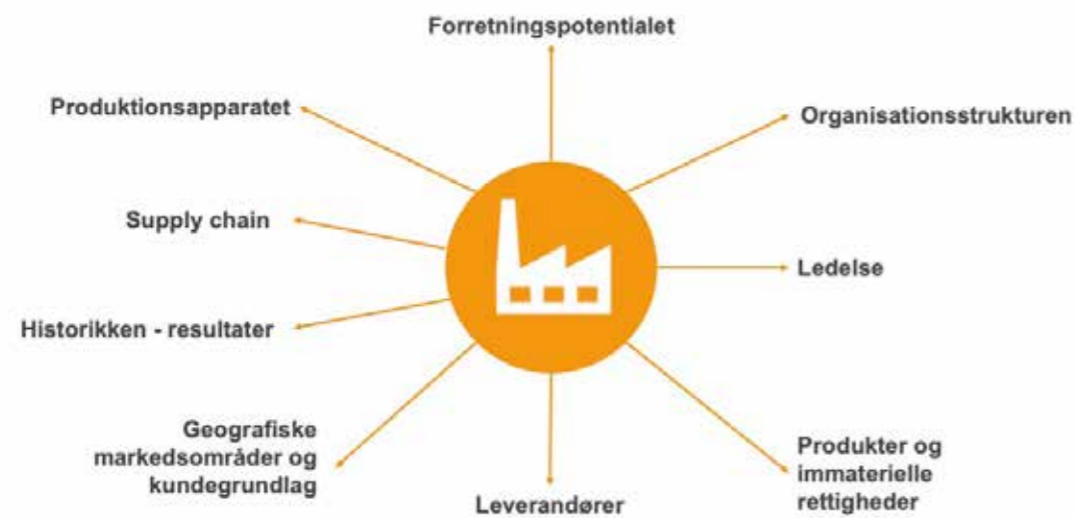 Forretningspotentialet
Produktionsapparatet
Organisationsstrukturen
Supply chain
Ledelse
Historikken - resultater
Geografiske
markedsområder og
kundegrundlag
Leverandører
Produkter og
immaterielle
rettigheder